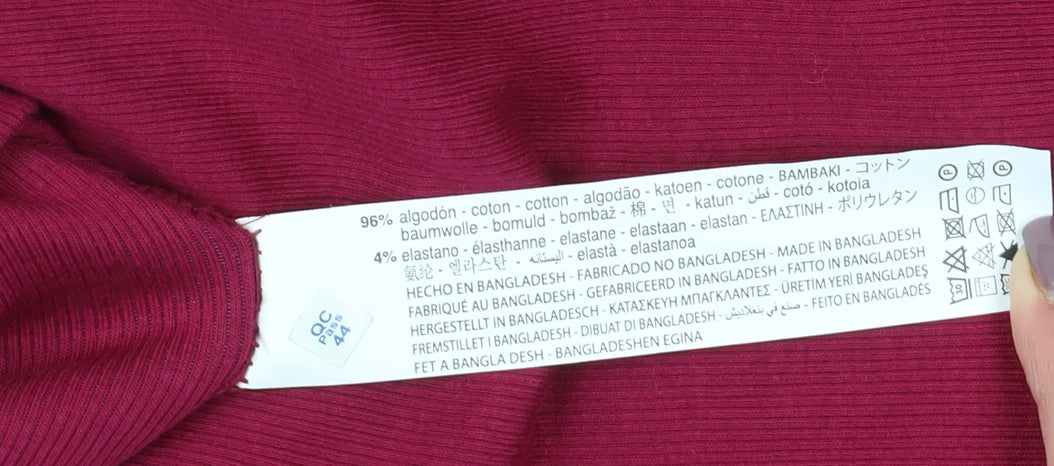 96% algodón - coton - cotton - algodão - katoen - cotone - ΒΑΜΒΑΚΙ - コットン
baumwolle - bomuld - bombaž - 棉 - 면 - katun - قطن - cotó - kotoia
4% elastano - élasthanne - elastane - elastaan - elastan - ΕΛΑΣΤΙΝΗ - ポリウレタン
氨纶 - 엘라스탄 - الیستانه - elastà - elastanoa
HECHO EN BANGLADESH - FABRICADO NO BANGLADESH - MADE IN BANGLADESH
FABRIQUÉ AU BANGLADESH - GEFABRICEERD IN BANGLADESH - FATTO IN BANGLADESH
HERGESTELLT IN BANGLADESCH - ΚΑΤΑΣΚΕΥΗ ΜΠΑΓΚΛΑΝΤΕΣ - ÜRETİM YERİ BANGLADEŞ
FREMSTILLET I BANGLADESH - DIBUAT DI BANGLADESH - صنع في بنغلاديش - FEITO EN BANGLADÉS
FET A BANGLA DESH - BANGLADESHEN EGINA
QC
Pass
44
P P